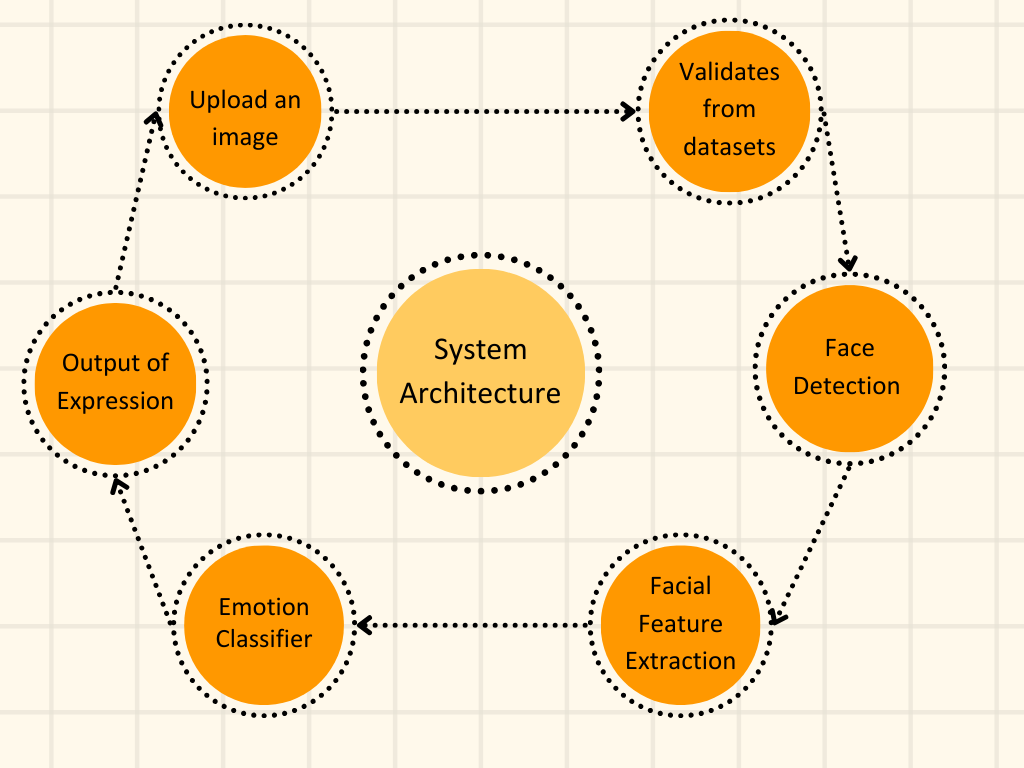 Upload an
image
Validates
from
datasets
System
Architecture
Face
Detection
Output of
Expression
Emotion
Classifier
Facial
Feature
Extraction